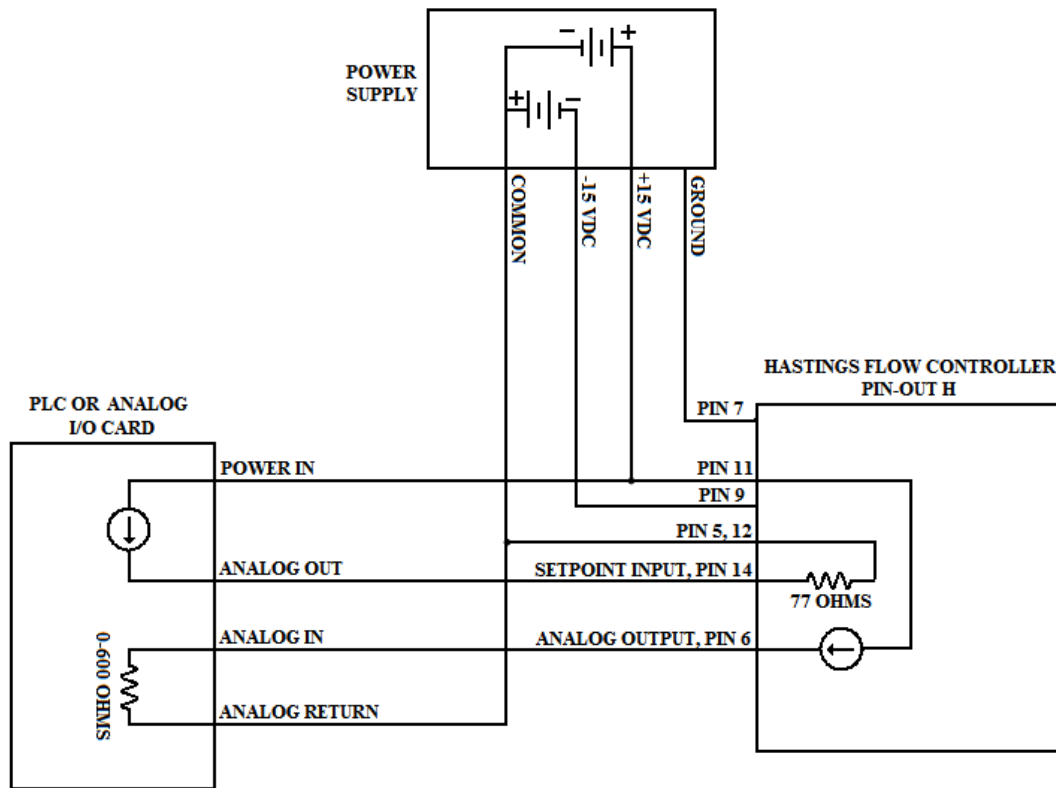 POWER
SUPPLY
−
+
+
−
COMMON
-15 VDC
+15 VDC
GROUND
HASTINGS FLOW CONTROLLER
PIN-OUT H
PLC OR ANALOG
I/O CARD
PIN 7
POWER IN
PIN 11
PIN 9
PIN 5, 12
ANALOG OUT
SETPOINT INPUT, PIN 14
77 OHMS
0-600 OHMS
ANALOG IN
ANALOG OUTPUT, PIN 6
ANALOG RETURN